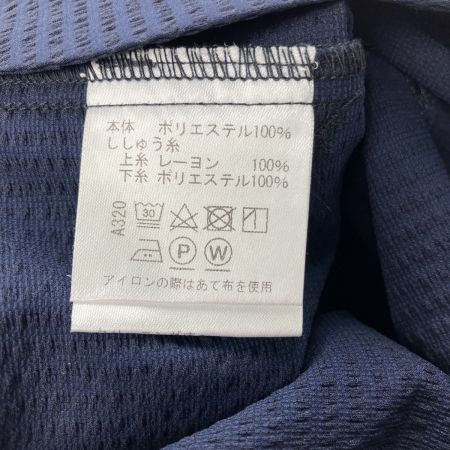 本体 ポリエステル100%
ししゅう糸
上糸 レーヨン 100%
下糸 ポリエステル100%
A320
30
P W
アイロンの際はあて布を使用